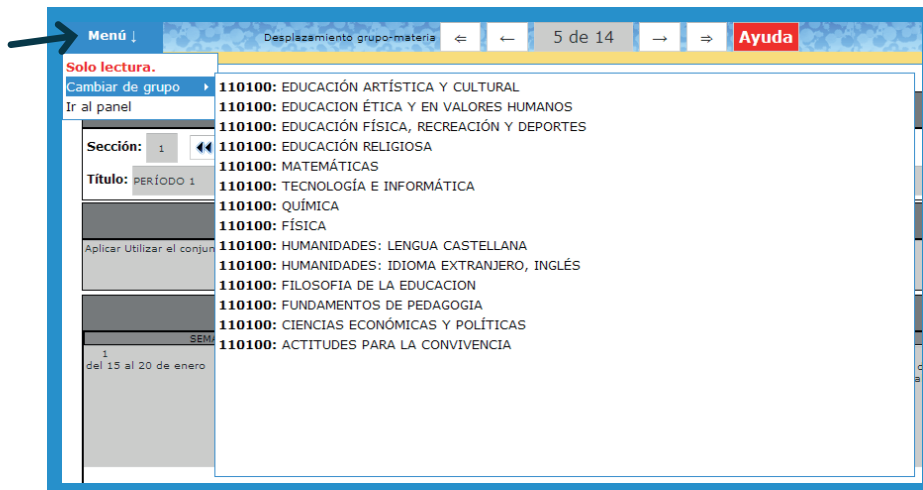 Menú ↓ Desplazamiento grupo-materia ⇐ ← 5 de 14 → ⇒ Ayuda
Solo lectura.
Cambiar de grupo
Ir al panel
110100: EDUCACIÓN ARTÍSTICA Y CULTURAL
110100: EDUCACION ÉTICA Y EN VALORES HUMANOS
110100: EDUCACIÓN FÍSICA, RECREACIÓN Y DEPORTES
110100: EDUCACIÓN RELIGIOSA
110100: MATEMÁTICAS
110100: TECNOLOGÍA E INFORMÁTICA
110100: QUÍMICA
110100: FÍSICA
110100: HUMANIDADES: LENGUA CASTELLANA
110100: HUMANIDADES: IDIOMA EXTRANJERO, INGLÉS
110100: FILOSOFIA DE LA EDUCACION
110100: FUNDAMENTOS DE PEDAGOGIA
110100: CIENCIAS ECONÓMICAS Y POLÍTICAS
110100: ACTITUDES PARA LA CONVIVENCIA
Sección: 1
Título: PERÍODO 1
Aplicar Utilizar el conjun
SEMA
1
del 15 al 20 de enero